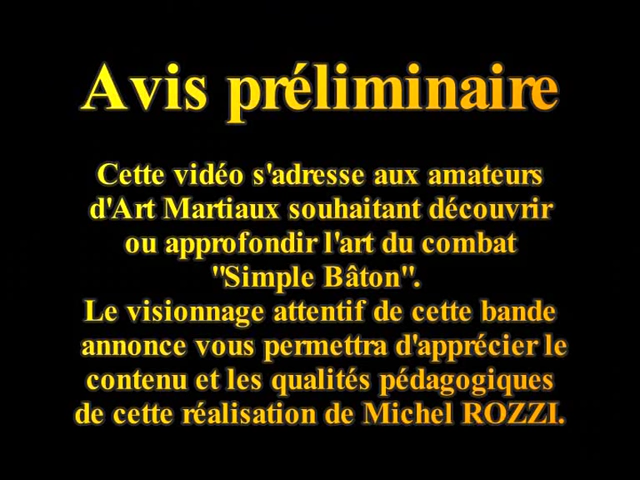 Avis préliminaire
Cette vidéo s'adresse aux amateurs
d'Art Martiaux souhaitant découvrir
ou approfondir l'art du combat
"Simple Bâton".
Le visionnage attentif de cette bande
annonce vous permettra d'apprécier le
contenu et les qualités pédagogiques
de cette réalisation de Michel ROZZI.